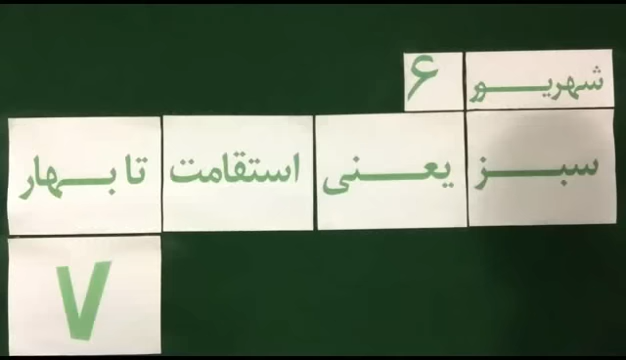 شهریور ۶
سبز یعنی استقامت تا بهار
۷